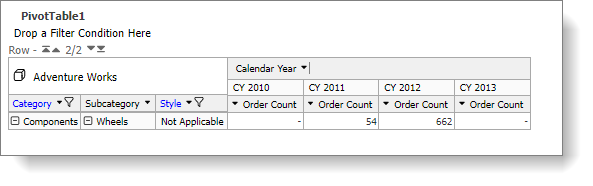 PivotTable1
Drop a Filter Condition Here
Row - 2/2
Adventure Works
Calendar Year
CY 2010 CY 2011 CY 2012 CY 2013
Category Subcategory Style Order Count Order Count Order Count Order Count
Components Wheels Not Applicable - 54 662 -